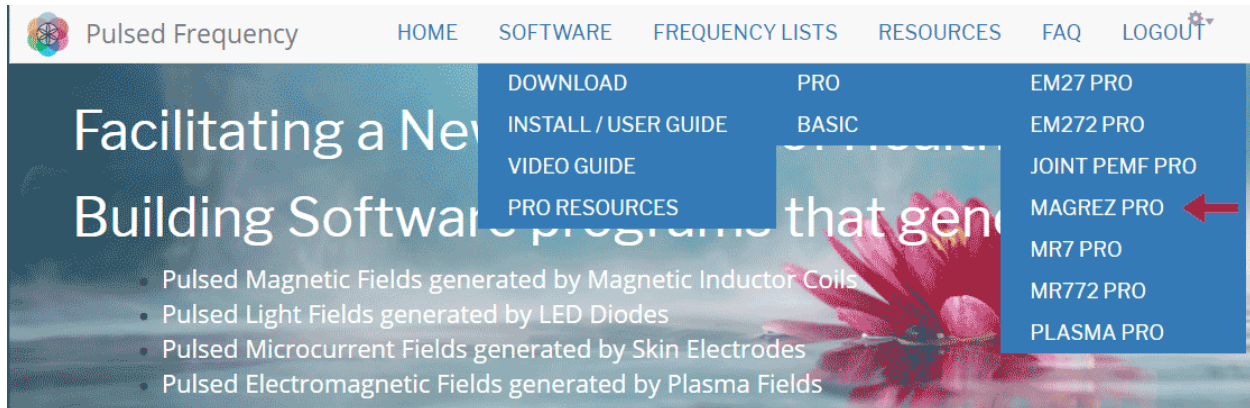 Pulsed Frequency HOME SOFTWARE FREQUENCY LISTS RESOURCES FAQ LOGOUT
DOWNLOAD PRO EM27 PRO
INSTALL / USER GUIDE BASIC EM272 PRO
VIDEO GUIDE JOINT PEMF PRO
PRO RESOURCES MAGREZ PRO
MR7 PRO
MR772 PRO
PLASMA PRO
Facilitating a
Building that
Pulsed Magnetic Fields generated by Magnetic Inductor Coils
Pulsed Light Fields generated by LED Diodes
Pulsed Microcurrent Fields generated by Skin Electrodes
Pulsed Electromagnetic Fields generated by Plasma Fields